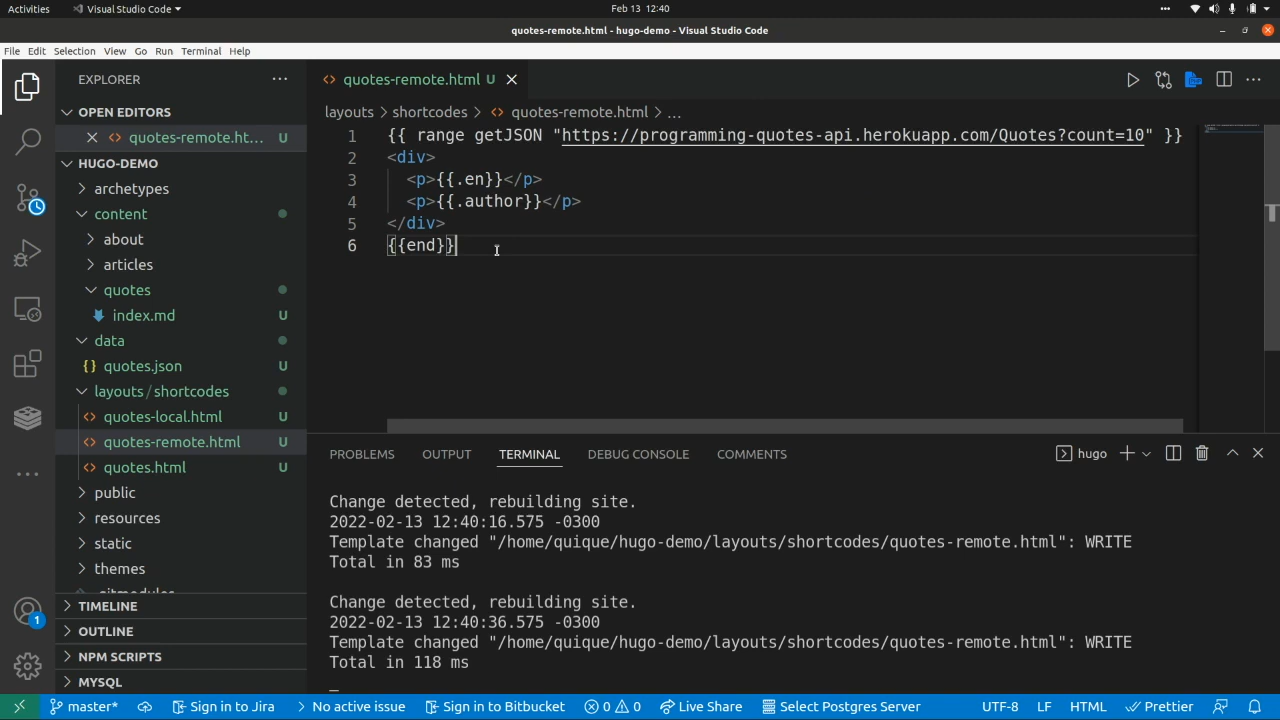 Activities
Visual Studio Code
Feb 13 12:40
quotes-remote.html - hugo-demo - Visual Studio Code
File Edit Selection View Go Run Terminal Help
EXPLORER
OPEN EDITORS
quotes-remote.ht... U
HUGO-DEMO
archetypes
content
about
articles
quotes
index.md U
data
{} quotes.json U
layouts / shortcodes
quotes-local.html U
quotes-remote.html U
quotes.html U
public
resources
static
themes
.gitmodules
TIMELINE
OUTLINE
NPM SCRIPTS
MYSQL
1
quotes-remote.html U
layouts > shortcodes > quotes-remote.html > ...
1 {{ range getJSON "https://programming-quotes-api.herokuapp.com/Quotes?count=10" }}
2 <div>
3 <p>{{.en}}</p>
4 <p>{{.author}}</p>
5 </div>
6 {{end}}
PROBLEMS OUTPUT TERMINAL DEBUG CONSOLE COMMENTS
hugo
Change detected, rebuilding site.
2022-02-13 12:40:16.575 -0300
Template changed "/home/quique/hugo-demo/layouts/shortcodes/quotes-remote.html": WRITE
Total in 83 ms
Change detected, rebuilding site.
2022-02-13 12:40:36.575 -0300
Template changed "/home/quique/hugo-demo/layouts/shortcodes/quotes-remote.html": WRITE
Total in 118 ms
master* Sign in to Jira No active issue Sign in to Bitbucket 0 0 Live Share Select Postgres Server UTF-8 LF HTML Prettier